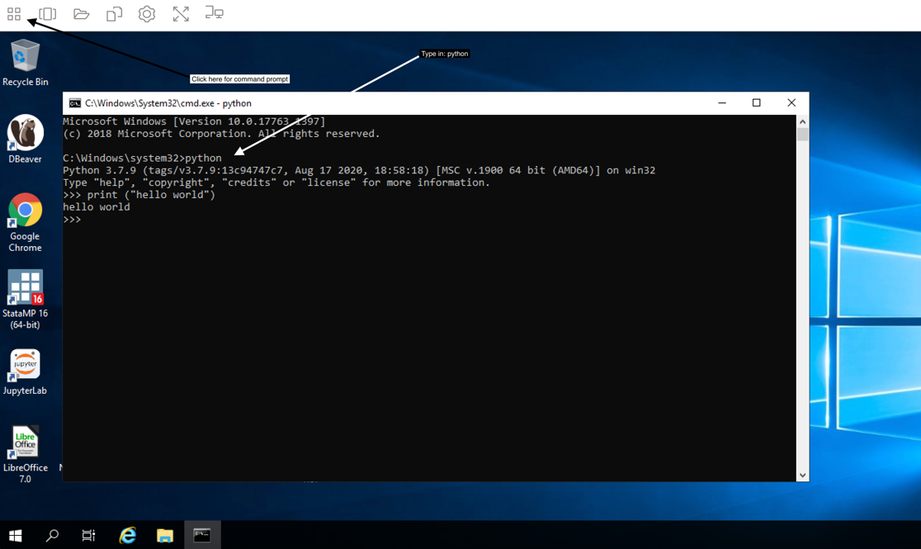 Type in: python
Click here for command prompt
Recycle Bin
DBeaver
Google
Chrome
StataMP 16
(64-bit)
16
JupyterLab
jupyter
LibreOffice
7.0
Libre
Office
C:\Windows\System32\cmd.exe - python
Microsoft Windows [Version 10.0.17763.1397]
(c) 2018 Microsoft Corporation. All rights reserved.
C:\Windows\system32>python
Python 3.7.9 (tags/v3.7.9:13c94747c7, Aug 17 2020, 18:58:18) [MSC v.1900 64 bit (AMD64)] on win32
Type "help", "copyright", "credits" or "license" for more information.
>>> print ("hello world")
hello world
>>>